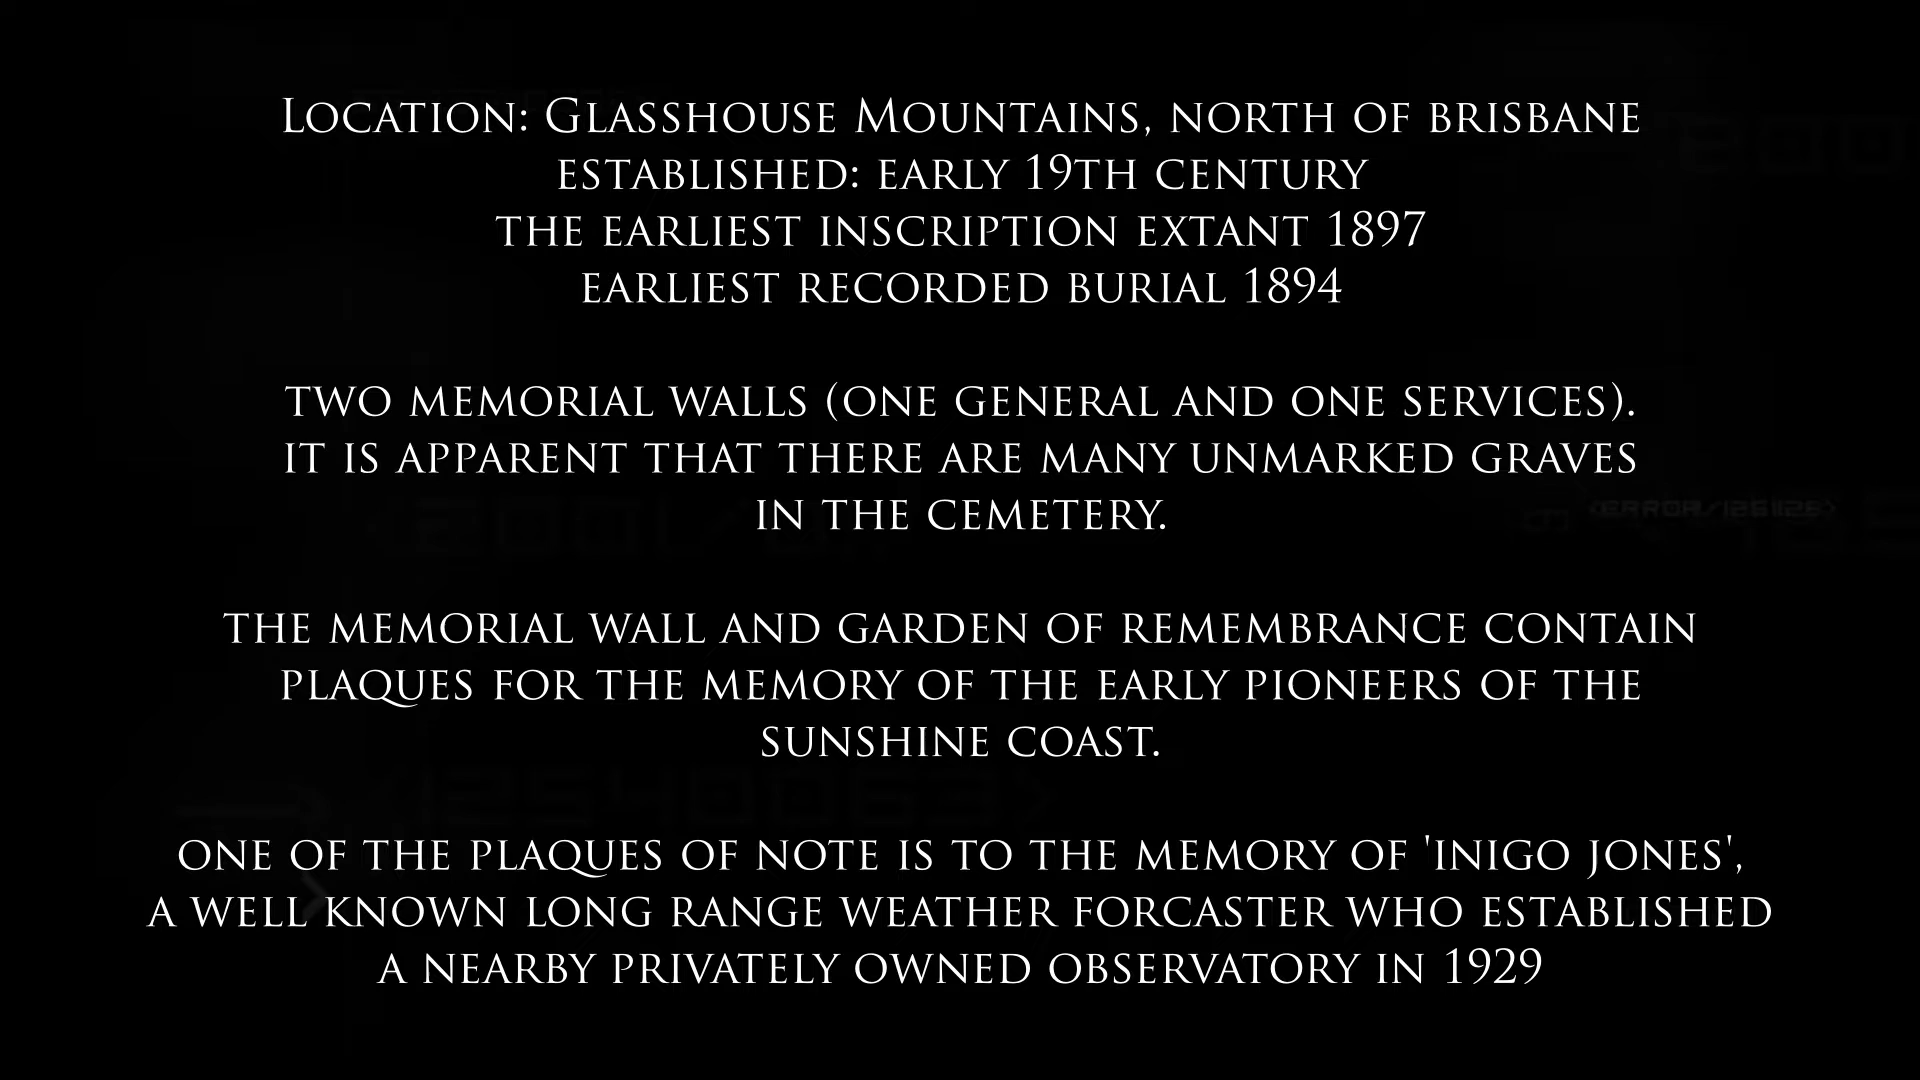 Location: Glasshouse Mountains, north of brisbane
established: early 19th century
the earliest inscription extant 1897
earliest recorded burial 1894
two memorial walls (one general and one services).
it is apparent that there are many unmarked graves
in the cemetery.
the memorial wall and garden of remembrance contain
plaques for the memory of the early pioneers of the
sunshine coast.
one of the plaques of note is to the memory of 'inigo jones',
a well known long range weather forcaster who established
a nearby privately owned observatory in 1929